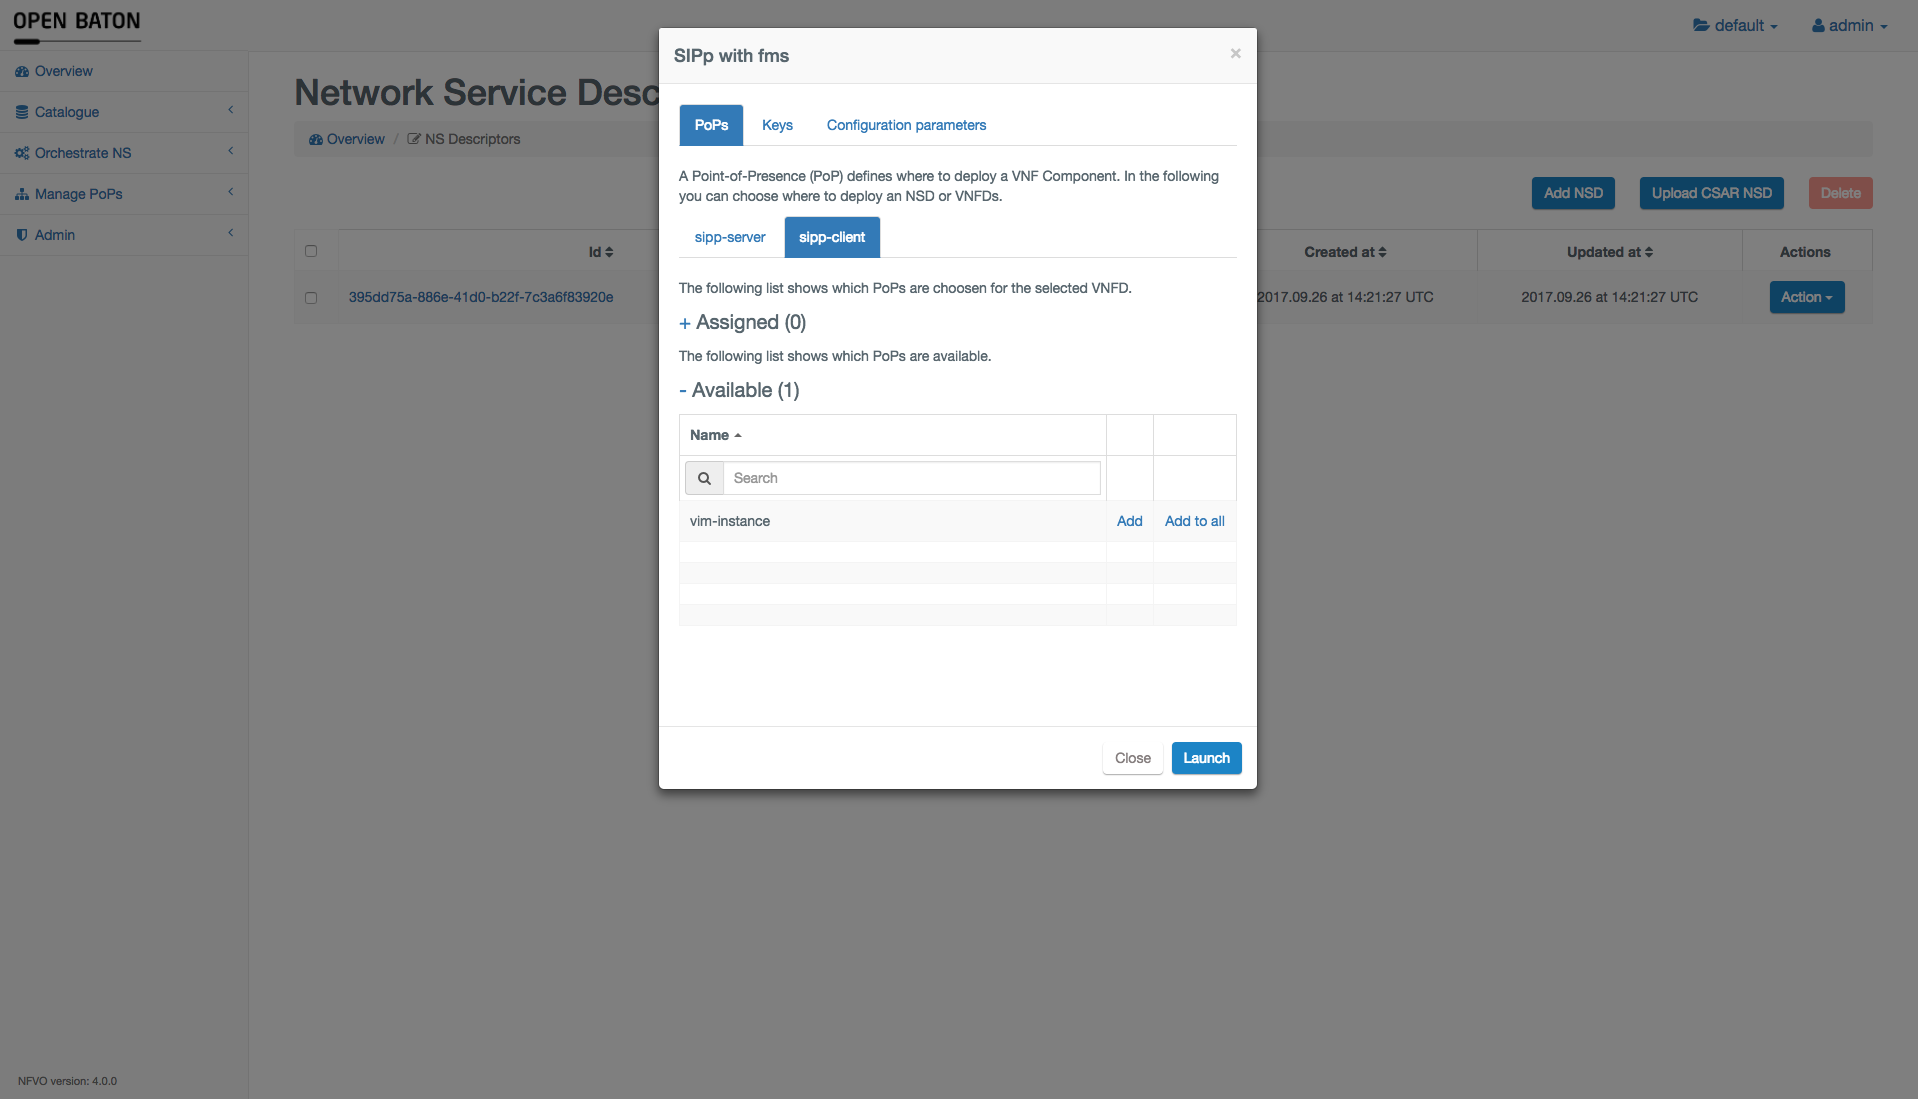 OPEN BATON
default
admin
Overview
Catalogue
Orchestrate NS
Manage PoPs
Admin
Network Service Desc
Overview / NS Descriptors
Add NSD
Upload CSAR NSD
Delete
Id
Created at
Updated at
Actions
395dd75a-886e-41d0-b22f-7c3a6f83920e
2017.09.26 at 14:21:27 UTC
2017.09.26 at 14:21:27 UTC
Action
SIPp with fms
×
PoPs
Keys
Configuration parameters
A Point-of-Presence (PoP) defines where to deploy a VNF Component. In the following
you can choose where to deploy an NSD or VNFDs.
sipp-server
sipp-client
The following list shows which PoPs are choosen for the selected VNFD.
+ Assigned (0)
The following list shows which PoPs are available.
- Available (1)
Name
Search
vim-instance
Add
Add to all
Close
Launch
NFVO version: 4.0.0